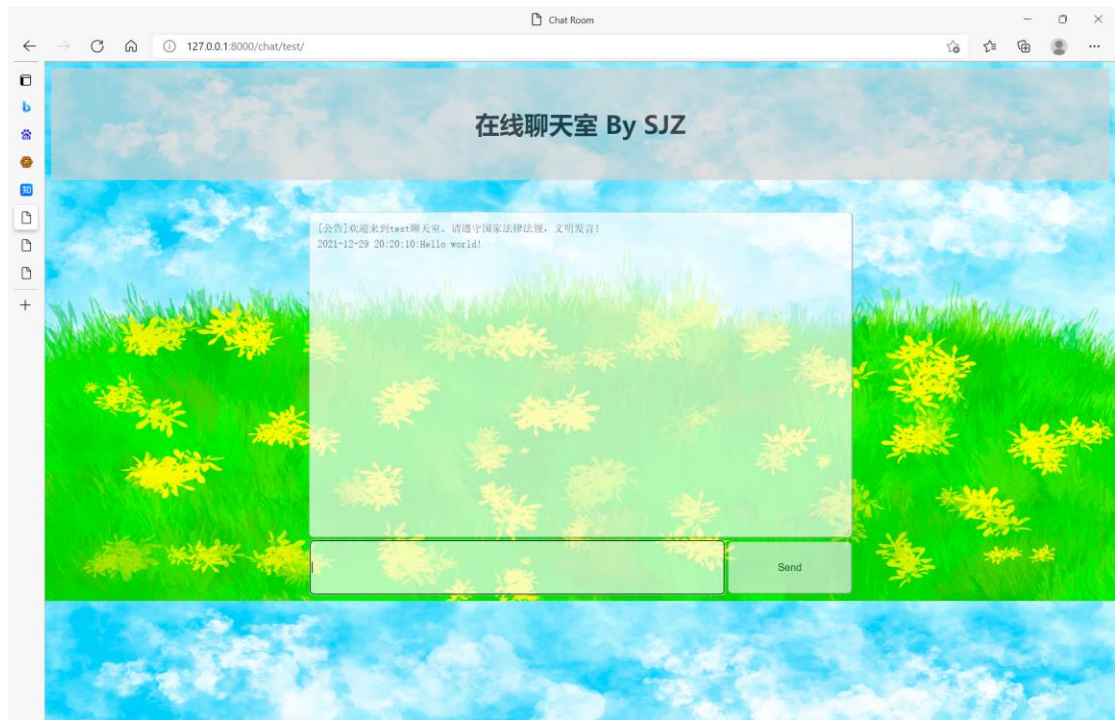 Chat Room
127.0.0.1:8000/chat/test/
知
在线聊天室 By SJZ
[公告]欢迎来到test聊天室。请遵守国家法律法规，文明发言!
2021-12-29 20:20:10:Hello world!
Send